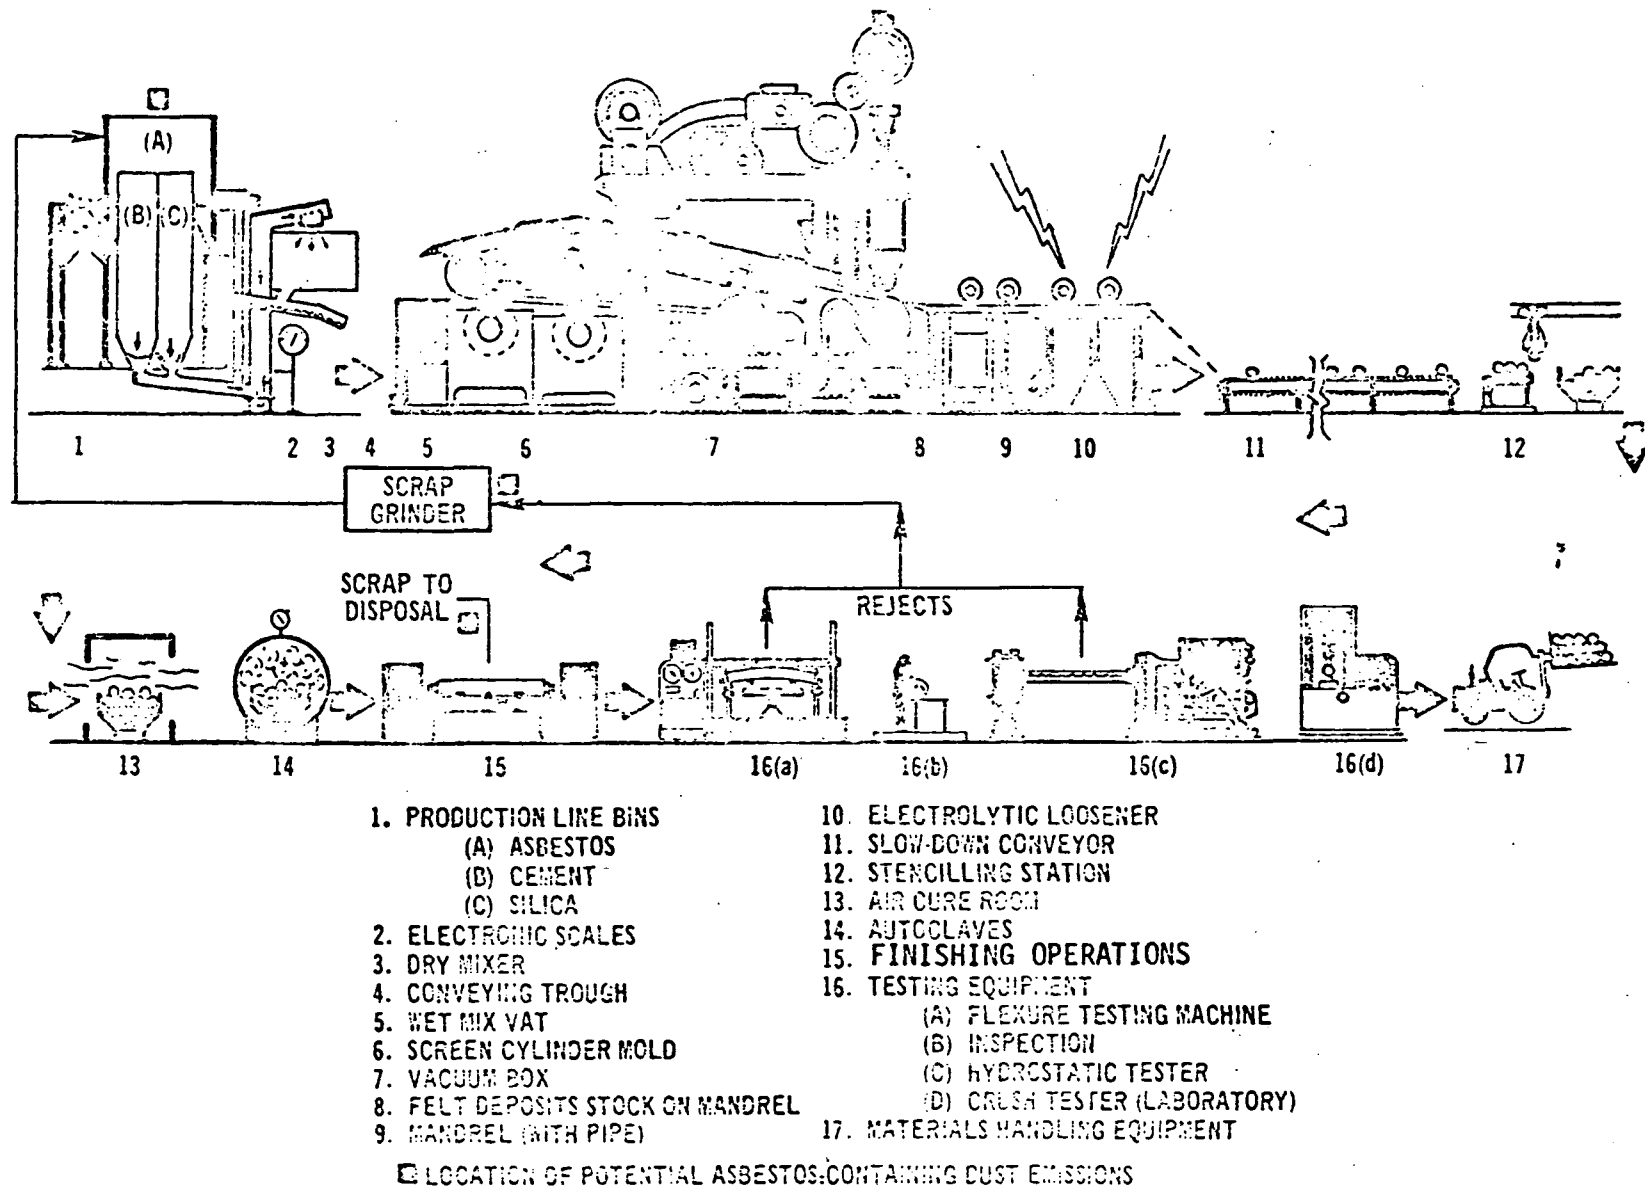 (A)
(B) (C)
1 2 3 4 5 6 7 8 9 10 11 12
SCRAP
GRINDER
SCRAP TO
DISPOSAL
REJECTS
13 14 15 16(a) 16(b) 16(c) 16(d) 17
1. PRODUCTION LINE BINS
(A) ASBESTOS
(B) CEMENT
(C) SILICA
2. ELECTRONIC SCALES
3. DRY MIXER
4. CONVEYING TROUGH
5. WET MIX VAT
6. SCREEN CYLINDER MOLD
7. VACUUM BOX
8. FELT DEPOSITS STOCK ON MANDREL
9. MANDREL (WITH PIPE)
10. ELECTROLYTIC LOOSENER
11. SLOW-DOWN CONVEYOR
12. STENCILLING STATION
13. AIR CURE ROOM
14. AUTOCLAVES
15. FINISHING OPERATIONS
16. TESTING EQUIPMENT
(A) FLEXURE TESTING MACHINE
(B) INSPECTION
(C) HYDROSTATIC TESTER
(D) CRUSH TESTER (LABORATORY)
17. MATERIALS HANDLING EQUIPMENT
LOCATION OF POTENTIAL ASBESTOS-CONTAINING DUST EMISSIONS